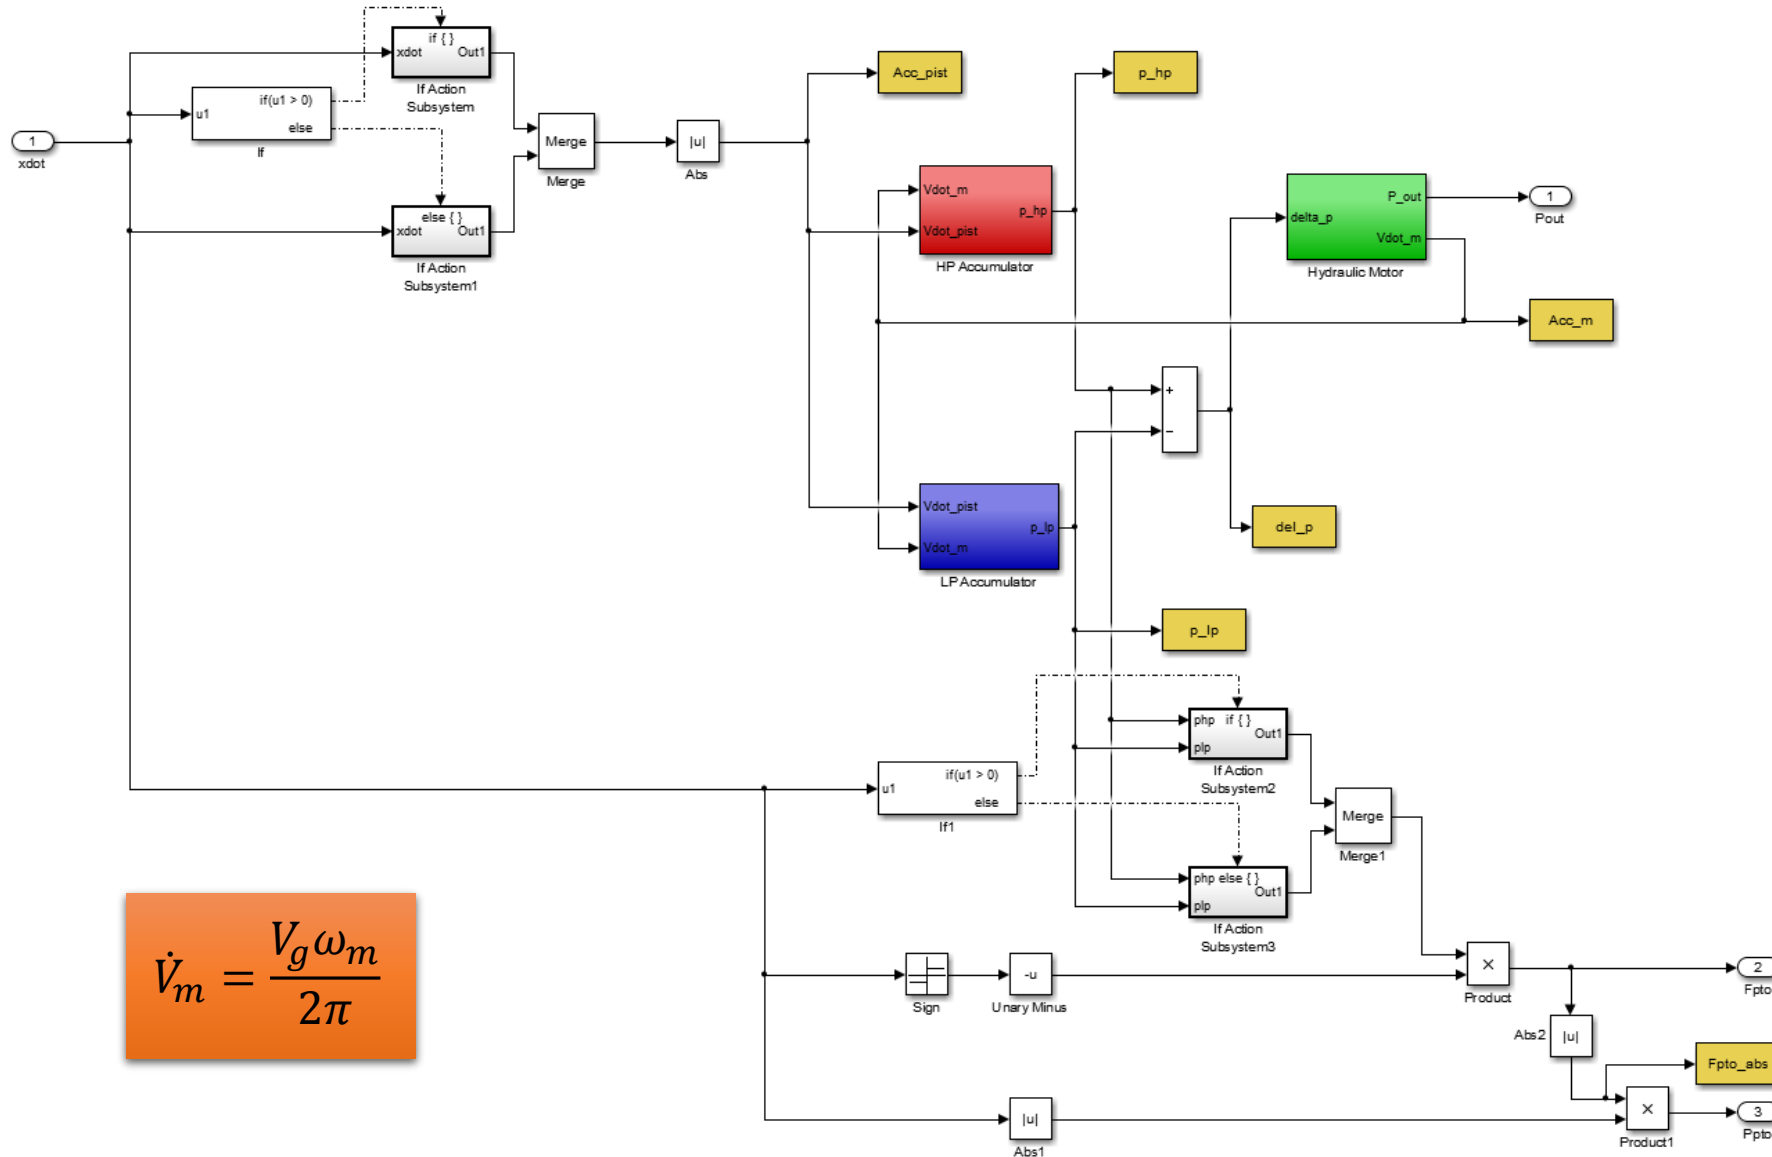 if { }
xdot Out1
If Action
Subsystem
if(u1 > 0)
u1
else
If
1
xdot
Merge
Merge
|u|
Abs
else { }
xdot Out1
If Action
Subsystem1
Acc_pist
p_hp
Vdot_m
p_hp
Vdot_pist
HP Accumulator
P_out
delta_p
Vdot_m
Hydraulic Motor
1
Pout
Acc_m
+
−
Vdot_pist
p_lp
Vdot_m
LP Accumulator
del_p
p_lp
php if { }
Out1
plp
If Action
Subsystem2
if(u1 > 0)
u1
else
If1
Merge
Merge1
php else { }
Out1
plp
If Action
Subsystem3
V̇m = Vgωm
2π
Sign
-u
Unary Minus
×
Product
2
Fpto
Abs2
|u|
Fpto_abs
|u|
Abs1
×
Product1
3
Ppto